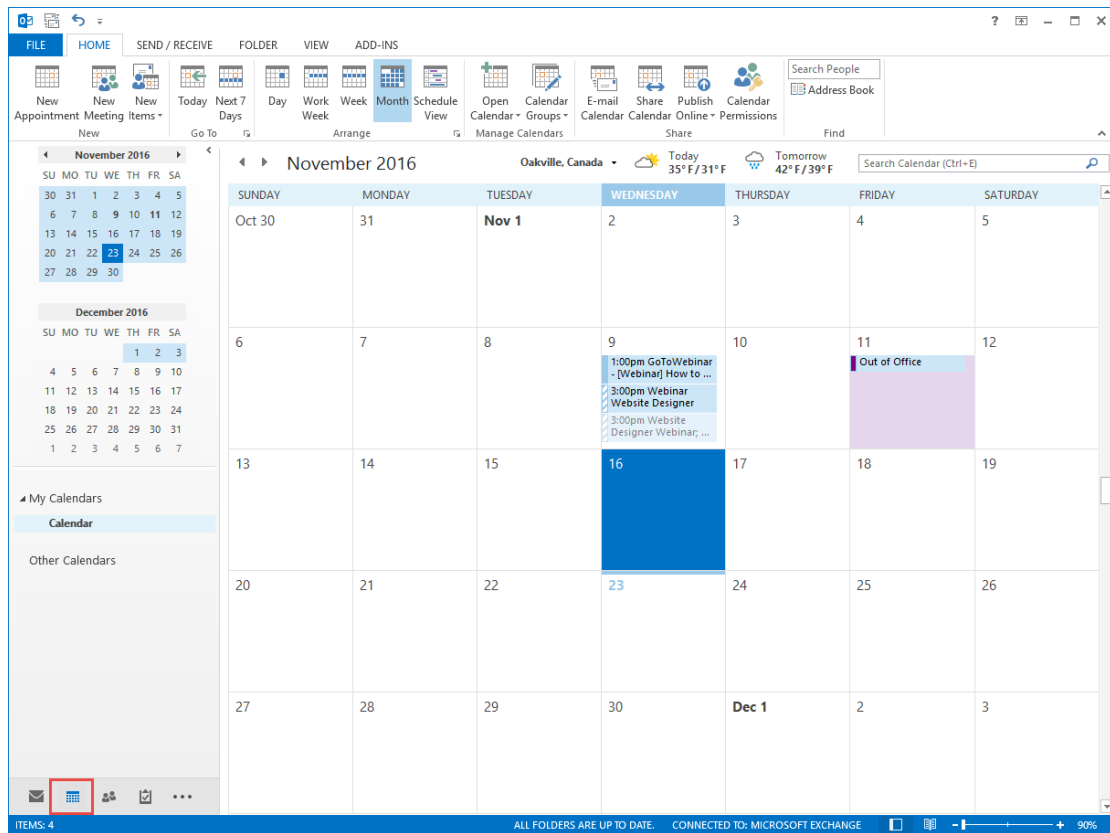 FILE HOME SEND / RECEIVE FOLDER VIEW ADD-INS
New Appointment
New Meeting
New Items
New
Today
Next 7 Days
Go To
Day
Work Week
Week
Month
Schedule View
Arrange
Open Calendar
Calendar Groups
Manage Calendars
E-mail Calendar
Share Calendar
Publish Online
Calendar Permissions
Share
Search People
Address Book
Find
November 2016
SU MO TU WE TH FR SA
30 31 1 2 3 4 5
6 7 8 9 10 11 12
13 14 15 16 17 18 19
20 21 22 23 24 25 26
27 28 29 30
December 2016
SU MO TU WE TH FR SA
1 2 3
4 5 6 7 8 9 10
11 12 13 14 15 16 17
18 19 20 21 22 23 24
25 26 27 28 29 30 31
1 2 3 4 5 6 7
My Calendars
Calendar
Other Calendars
November 2016
Oakville, Canada
Today
35°F/31°F
Tomorrow
42°F/39°F
Search Calendar (Ctrl+E)
SUNDAY MONDAY TUESDAY WEDNESDAY THURSDAY FRIDAY SATURDAY
Oct 30 31 Nov 1 2 3 4 5
6 7 8 9 10 11 12
1:00pm GoToWebinar
- [Webinar] How to ...
3:00pm Webinar
Website Designer
3:00pm Website
Designer Webinar; ...
Out of Office
13 14 15 16 17 18 19
20 21 22 23 24 25 26
27 28 29 30 Dec 1 2 3
ITEMS: 4 ALL FOLDERS ARE UP TO DATE. CONNECTED TO: MICROSOFT EXCHANGE 90%